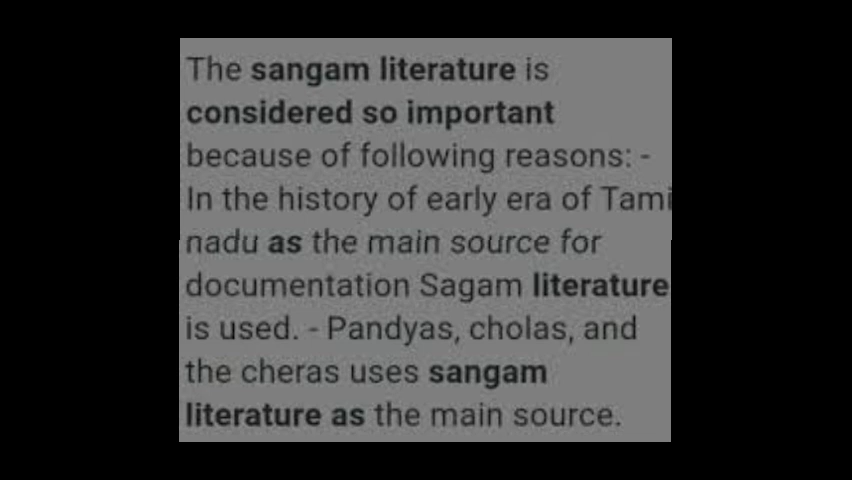 The sangam literature is
considered so important
because of following reasons: -
In the history of early era of Tami
nadu as the main source for
documentation Sagam literature
is used. - Pandyas, cholas, and
the cheras uses sangam
literature as the main source.